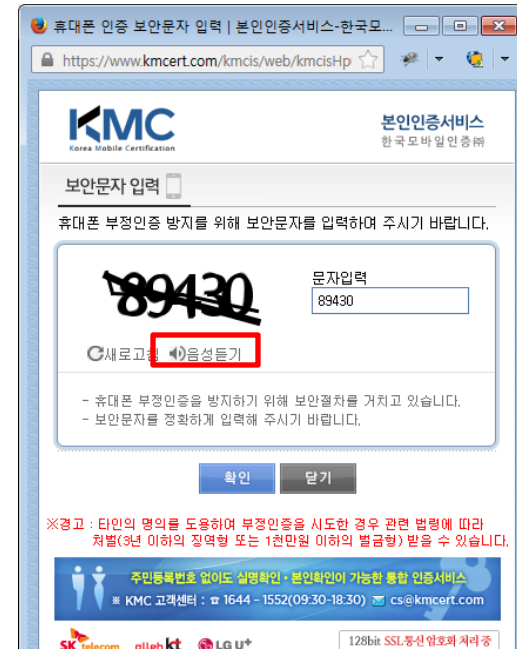 휴대폰 인증 보안문자 입력 | 본인인증서비스-한국모...
https://www.kmcert.com/kmcis/web/kmcisHp
KMC
Korea Mobile Certification
본인인증서비스
한국모바일인증㈜
보안문자 입력
휴대폰 부정인증 방지를 위해 보안문자를 입력하여 주시기 바랍니다.
89430
문자입력
89430
새로고침 음성듣기
- 휴대폰 부정인증을 방지하기 위해 보안절차를 거치고 있습니다.
- 보안문자를 정확하게 입력해 주시기 바랍니다.
확인 닫기
※경고 : 타인의 명의를 도용하여 부정인증을 시도한 경우 관련 법령에 따라
처벌(3년 이하의 징역형 또는 1천만원 이하의 벌금형) 받을 수 있습니다.
주민등록번호 없이도 실명확인 · 본인확인이 가능한 통합 인증서비스
※ KMC 고객센터 : ☎ 1644 - 1552(09:30-18:30) cs@kmcert.com
SK telecom olleh kt LG U+
128bit SSL통신 암호화 처리 중